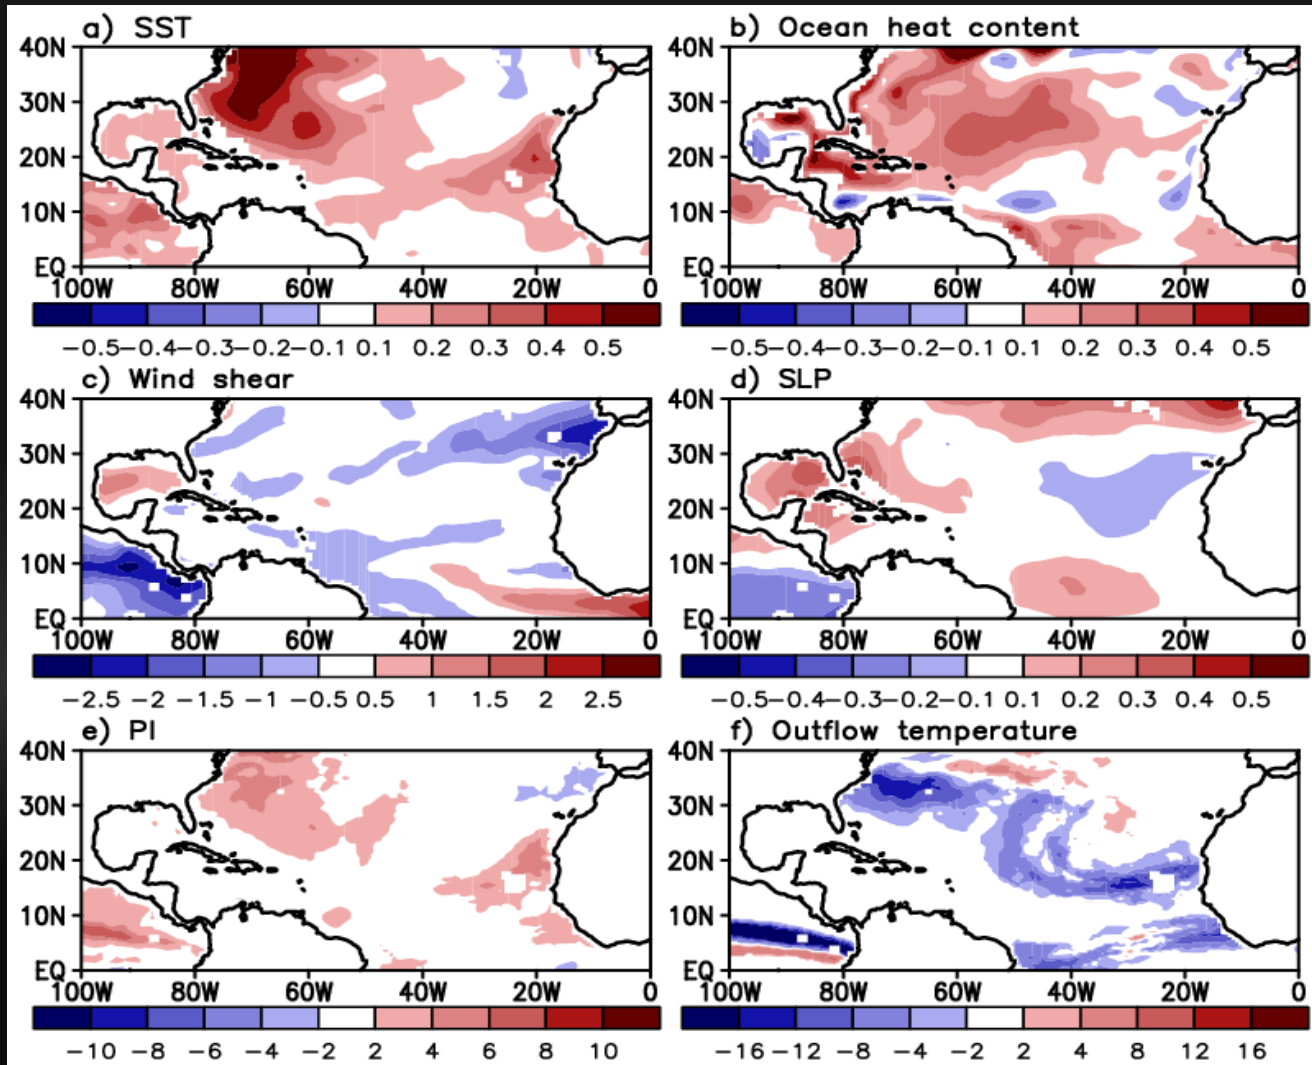 a) SST
40N
30N
20N
10N
EQ
100W 80W 60W 40W 20W 0
−0.5−0.4−0.3−0.2−0.1 0.1 0.2 0.3 0.4 0.5
b) Ocean heat content
40N
30N
20N
10N
EQ
100W 80W 60W 40W 20W 0
−0.5−0.4−0.3−0.2−0.1 0.1 0.2 0.3 0.4 0.5
c) Wind shear
40N
30N
20N
10N
EQ
100W 80W 60W 40W 20W 0
−2.5 −2 −1.5 −1 −0.5 0.5 1 1.5 2 2.5
d) SLP
40N
30N
20N
10N
EQ
100W 80W 60W 40W 20W 0
−0.5−0.4−0.3−0.2−0.1 0.1 0.2 0.3 0.4 0.5
e) PI
40N
30N
20N
10N
EQ
100W 80W 60W 40W 20W 0
−10 −8 −6 −4 −2 2 4 6 8 10
f) Outflow temperature
40N
30N
20N
10N
EQ
100W 80W 60W 40W 20W 0
−16 −12 −8 −4 −2 2 4 8 12 16